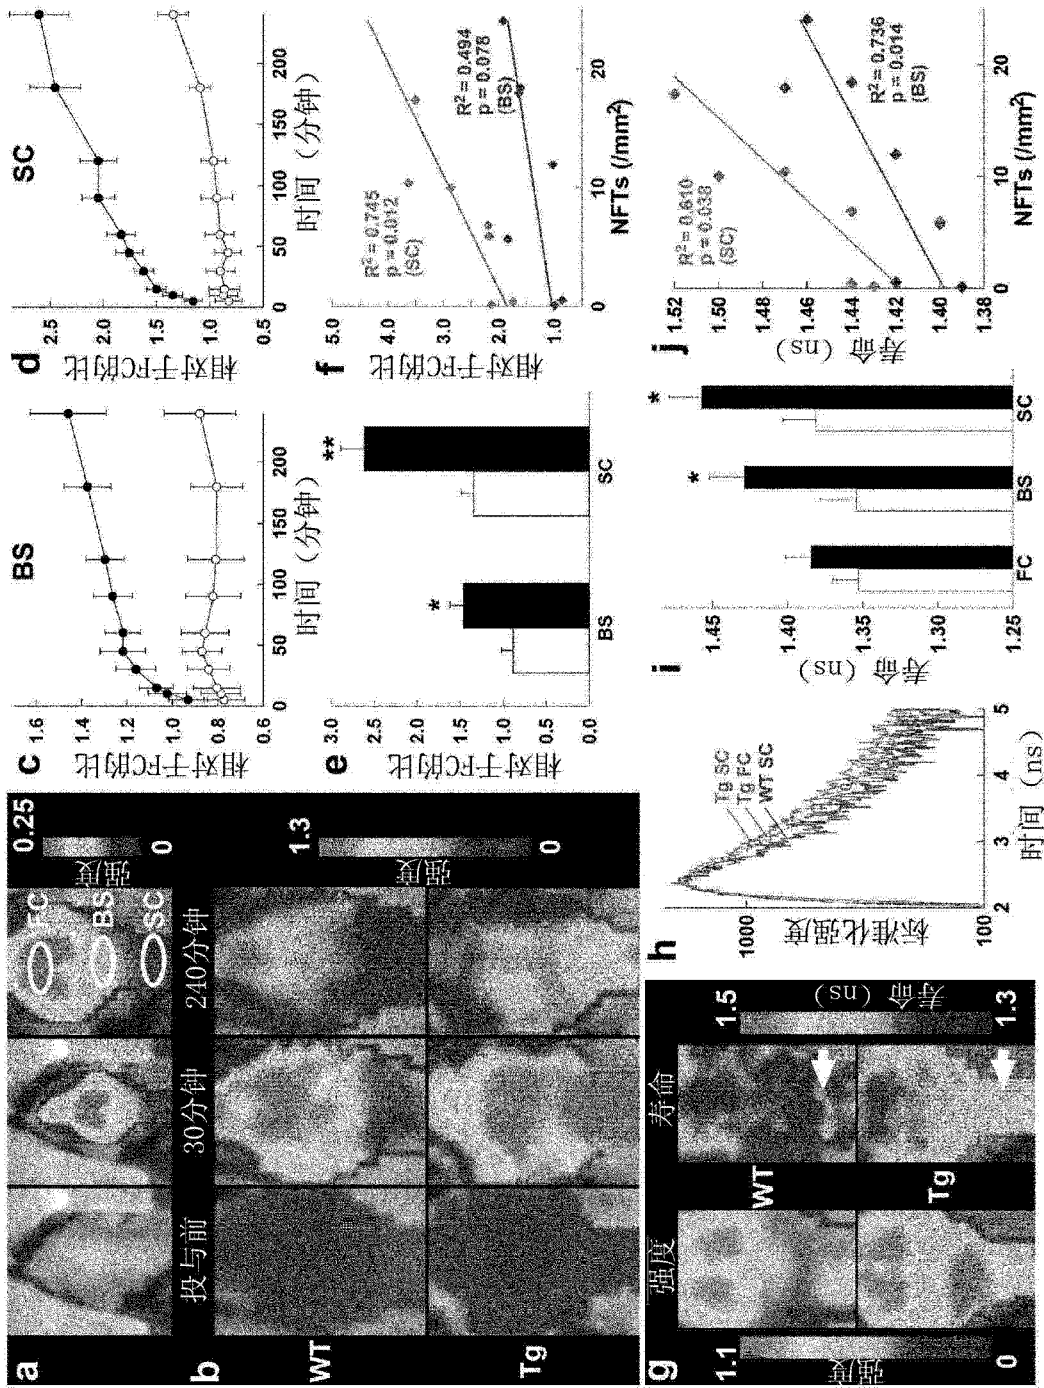 a
投与前
30分钟
240分钟
FC
BS
SC
0.25
强度
0
b
WT
Tg
1.3
强度
0
c
BS
相对于FC的比
1.6
1.4
1.2
1.0
0.8
0.6
0
50
100
150
200
时间（分钟）
d
SC
相对于FC的比
2.5
2.0
1.5
1.0
0.5
0
50
100
150
200
时间（分钟）
e
相对于FC的比
3.0
2.5
2.0
1.5
1.0
0.5
0.0
*
**
BS
SC
f
相对于FC的比
5.0
4.0
3.0
2.0
1.0
R² = 0.745
p = 0.012
(SC)
R² = 0.494
p = 0.078
(BS)
0
10
20
NFTs (/mm²)
g
强度
寿命
1.1
强度
0
WT
Tg
1.5
寿命（ns）
1.3
h
标准化强度
1000
100
Tg SC
Tg FC
WT SC
2
3
4
5
时间（ns）
i
寿命（ns）
1.45
1.40
1.35
1.30
1.25
*
*
FC
BS
SC
j
寿命（ns）
1.52
1.50
1.48
1.46
1.44
1.42
1.40
1.38
R² = 0.610
p = 0.038
(SC)
R² = 0.736
p = 0.014
(BS)
0
10
20
NFTs (/mm²)